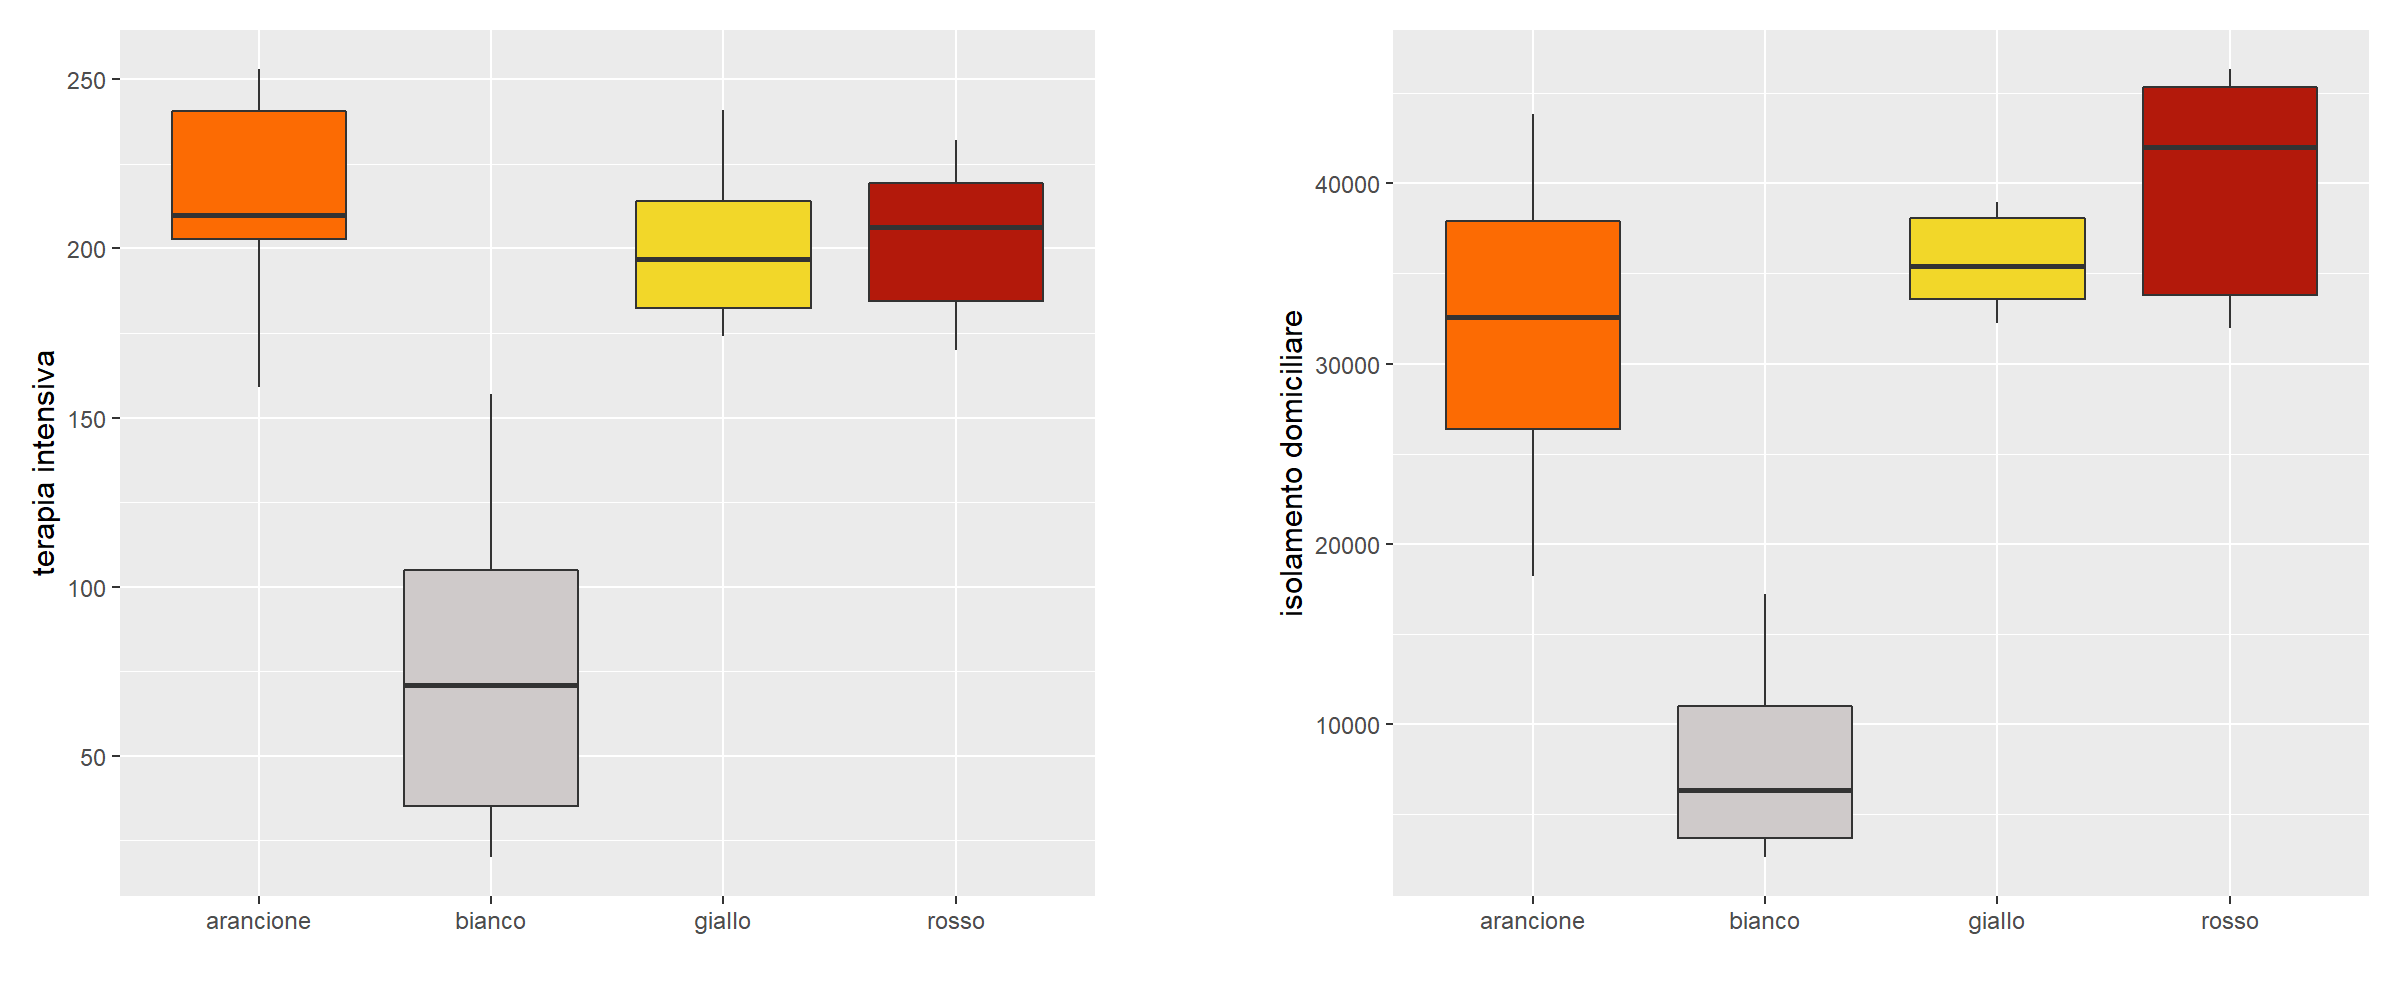 terapia intensiva
250
200
150
100
50
arancione bianco giallo rosso
isolamento domiciliare
40000
30000
20000
10000
arancione bianco giallo rosso